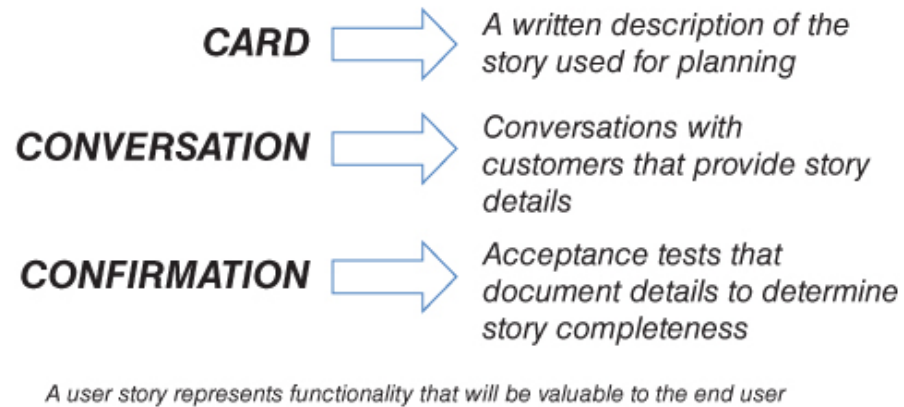 CARD
A written description of the
story used for planning
CONVERSATION
Conversations with
customers that provide story
details
CONFIRMATION
Acceptance tests that
document details to determine
story completeness
A user story represents functionality that will be valuable to the end user